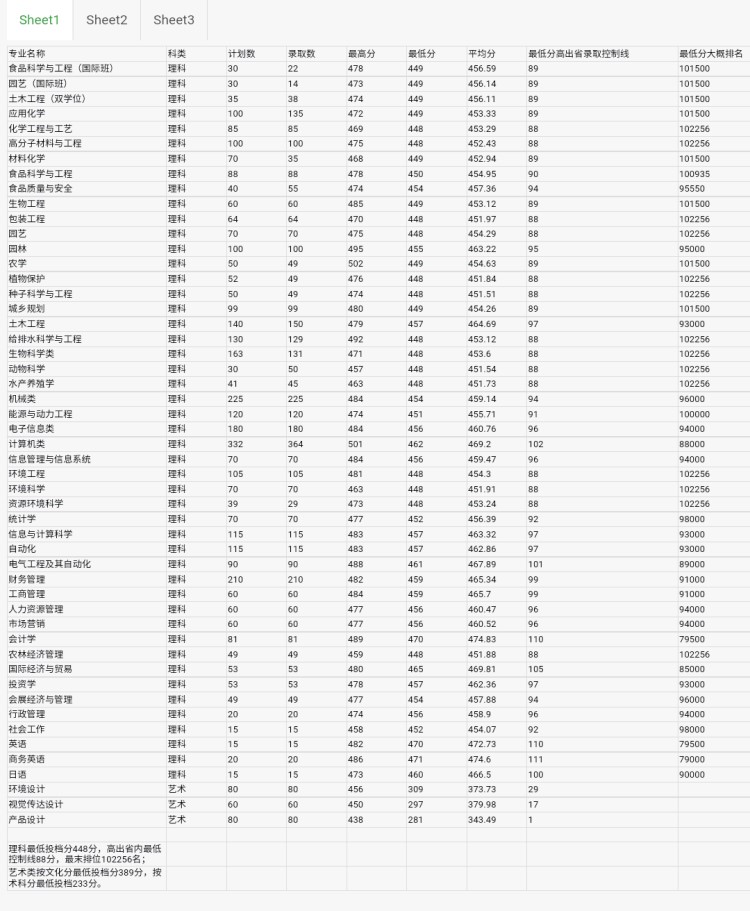 Sheet1 Sheet2 Sheet3
专业名称 科类 计划数 录取数 最高分 最低分 平均分 最低分高出省录取控制线 最低分大概排名
食品科学与工程（国际班） 理科 30 22 478 449 456.59 89 101500
园艺（国际班） 理科 30 14 473 449 456.14 89 101500
土木工程（双学位） 理科 35 38 474 449 456.11 89 101500
应用化学 理科 100 135 472 449 453.33 89 101500
化学工程与工艺 理科 85 85 469 448 453.29 88 102256
高分子材料与工程 理科 100 100 475 448 452.43 88 102256
材料化学 理科 70 35 468 449 452.94 89 101500
食品科学与工程 理科 88 88 478 450 454.95 90 100935
食品质量与安全 理科 40 55 474 454 457.36 94 95550
生物工程 理科 60 60 485 449 453.12 89 101500
包装工程 理科 64 64 470 448 451.97 88 102256
园艺 理科 70 70 475 448 454.29 88 102256
园林 理科 100 100 495 455 463.22 95 95000
农学 理科 50 49 502 449 454.63 89 101500
植物保护 理科 52 49 476 448 451.84 88 102256
种子科学与工程 理科 50 49 474 448 451.51 88 102256
城乡规划 理科 99 99 480 449 454.26 89 101500
土木工程 理科 140 150 479 457 464.69 97 93000
给排水科学与工程 理科 130 129 492 448 453.12 88 102256
生物科学类 理科 163 131 471 448 453.6 88 102256
动物科学 理科 30 50 457 448 451.54 88 102256
水产养殖学 理科 41 45 463 448 451.73 88 102256
机械类 理科 225 225 484 454 459.14 94 96000
能源与动力工程 理科 120 120 474 451 455.71 91 100000
电子信息类 理科 180 180 484 456 460.76 96 94000
计算机类 理科 332 364 501 462 469.2 102 88000
信息管理与信息系统 理科 70 70 484 456 459.47 96 94000
环境工程 理科 105 105 481 448 454.3 88 102256
环境科学 理科 70 70 463 448 451.91 88 102256
资源环境科学 理科 39 29 473 448 453.24 88 102256
统计学 理科 70 70 477 452 456.39 92 98000
信息与计算科学 理科 115 115 483 457 463.32 97 93000
自动化 理科 115 115 483 457 462.86 97 93000
电气工程及其自动化 理科 90 90 488 461 467.89 101 89000
财务管理 理科 210 210 482 459 465.34 99 91000
工商管理 理科 60 60 484 459 465.7 99 91000
人力资源管理 理科 60 60 477 456 460.47 96 94000
市场营销 理科 60 60 477 456 460.52 96 94000
会计学 理科 81 81 489 470 474.83 110 79500
农林经济管理 理科 49 49 459 448 451.88 88 102256
国际经济与贸易 理科 53 53 480 465 469.81 105 85000
投资学 理科 53 53 478 457 462.36 97 93000
会展经济与管理 理科 49 49 477 454 457.88 94 96000
行政管理 理科 20 20 474 456 458.9 96 94000
社会工作 理科 15 15 458 452 454.07 92 98000
英语 理科 15 15 482 470 472.73 110 79500
商务英语 理科 20 20 486 471 474.6 111 79000
日语 理科 15 15 473 460 466.5 100 90000
环境设计 艺术 80 80 456 309 373.73 29
视觉传达设计 艺术 60 60 450 297 379.98 17
产品设计 艺术 80 80 438 281 343.49 1
理科最低投档分448分，高出省内最低
控制线88分，最末排位102256名；
艺术类按文化分最低投档分389分，按
术科分最低投档233分。